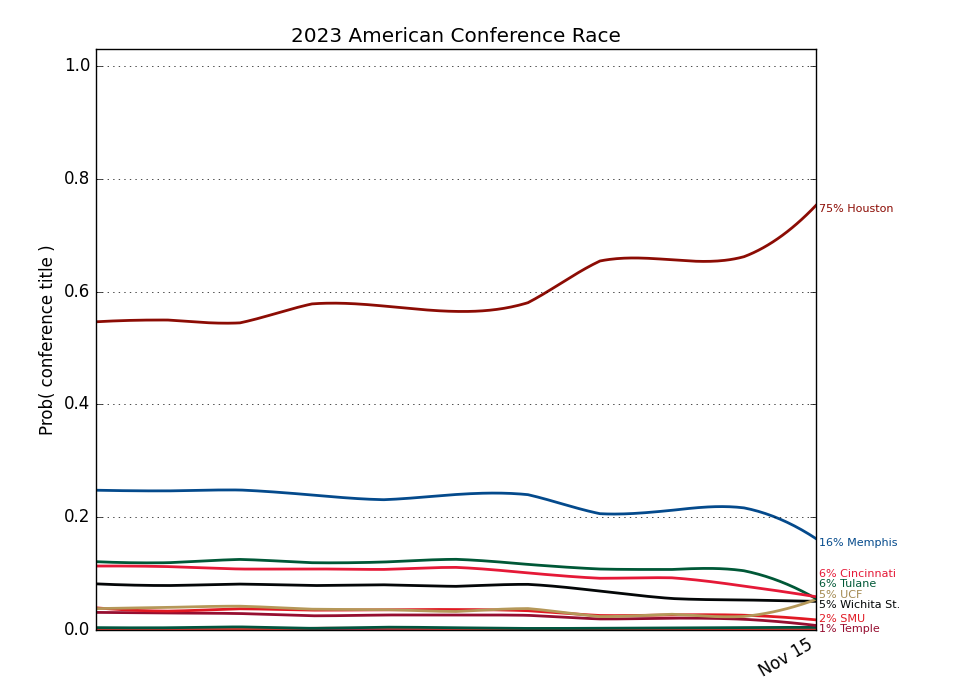 2023 American Conference Race
Prob( conference title )
1.0
0.8
0.6
0.4
0.2
0.0
75% Houston
16% Memphis
6% Cincinnati
6% Tulane
5% UCF
5% Wichita St.
2% SMU
1% Temple
Nov 15